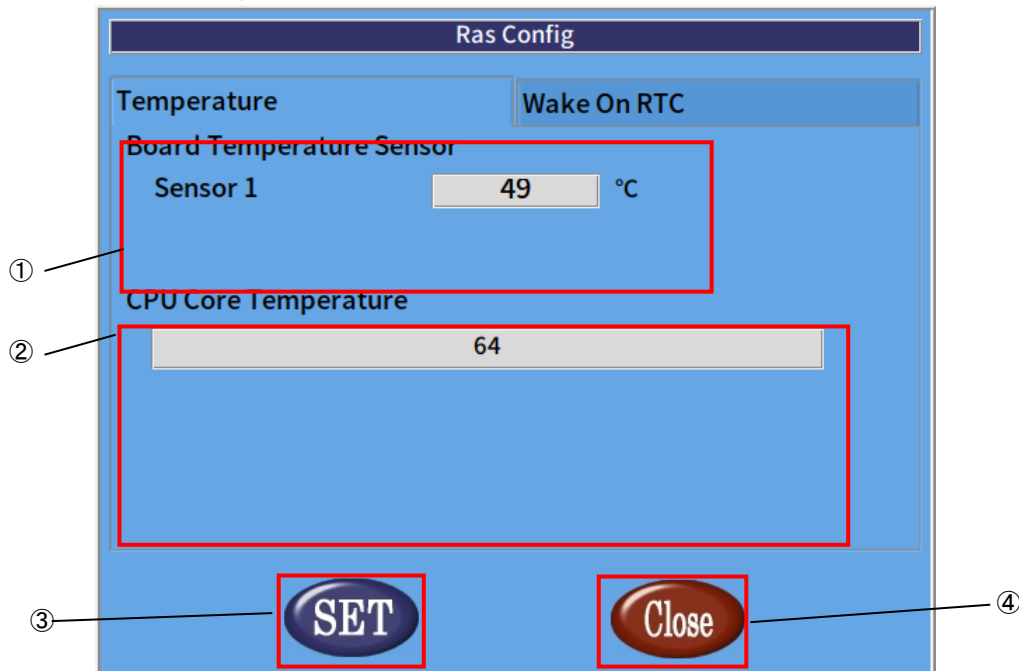 Ras Config
Temperature Wake On RTC
Board Temperature Sensor
Sensor 1 49 ℃
①
CPU Core Temperature
② 64
③ SET Close ④